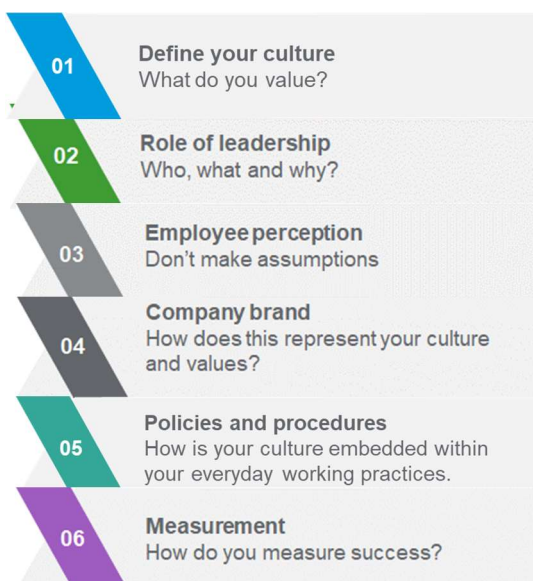 01
Define your culture
What do you value?
02
Role of leadership
Who, what and why?
03
Employee perception
Don't make assumptions
04
Company brand
How does this represent your culture
and values?
05
Policies and procedures
How is your culture embedded within
your everyday working practices.
06
Measurement
How do you measure success?